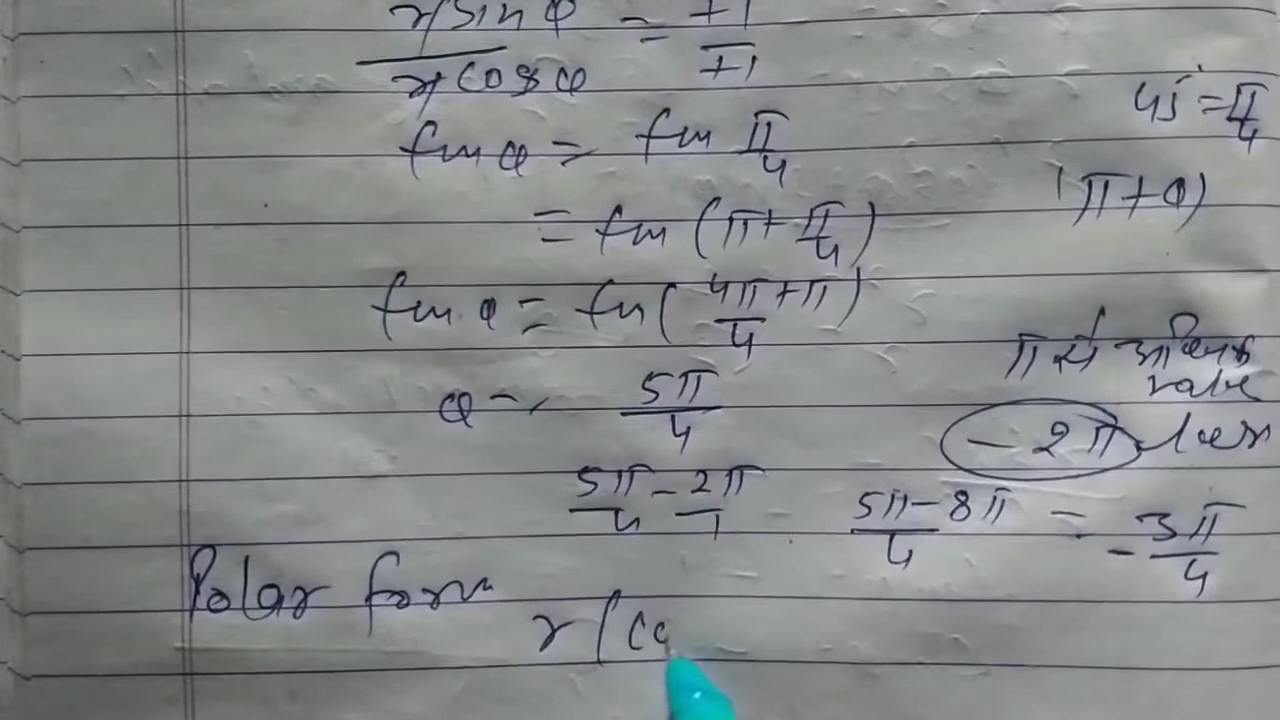 r sin θ / r cos θ = +1 / +1
tan θ = tan π/4
45° = π/4
= tan (π + π/4)
(π + θ)
tan θ = tan (4π + π / 4)
π से अधिक value
θ = 5π/4
- 2π less
5π/4 - 2π/1
5π - 8π / 4 = - 3π/4
Polar form
r (co